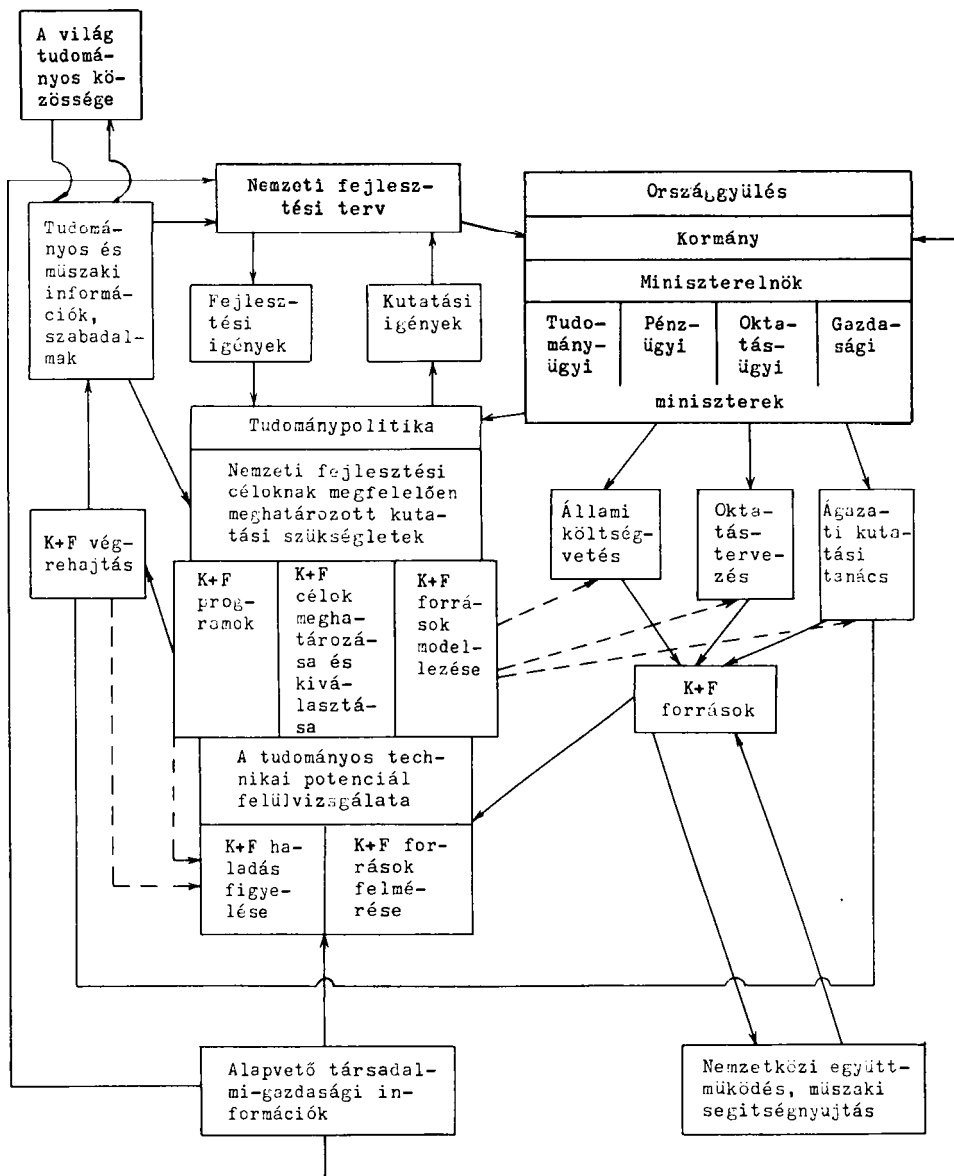 A világ
tudomá-
nyos kö-
zössége
Nemzeti fejlesz-
tési terv
Országgyülés
Kormány
Miniszterelnök
Tudo-
mány-
ügyi
Pénz-
ügyi
Okta-
tás-
ügyi
Gazda-
sági
miniszterek
Tudomá-
nyos és
müszaki
informá-
ciók,
szabadal-
mak
Fejlesz-
tési
igények
Kutatási
igények
Tudománypolitika
Nemzeti fejlesztési
céloknak megfelelően
meghatározott kuta-
tási szükségletek
K+F vég-
rehajtás
K+F
prog-
ramok
K+F
célok
megha-
tározá-
sa és
kivá-
lasztá-
sa
K+F
forrá-
sok
model-
lezése
Állami
költség-
vetés
Okta-
tás-
terve-
zés
Ágaza-
ti kuta-
tási
tanács
K+F
források
A tudományos tech-
nikai potenciál
felülvizsgálata
K+F ha-
ladás
figye-
lése
K+F for-
rások
felmé-
rése
Alapvető társadal-
mi-gazdasági in-
formációk
Nemzetközi együtt-
müködés, müszaki
segitségnyujtás